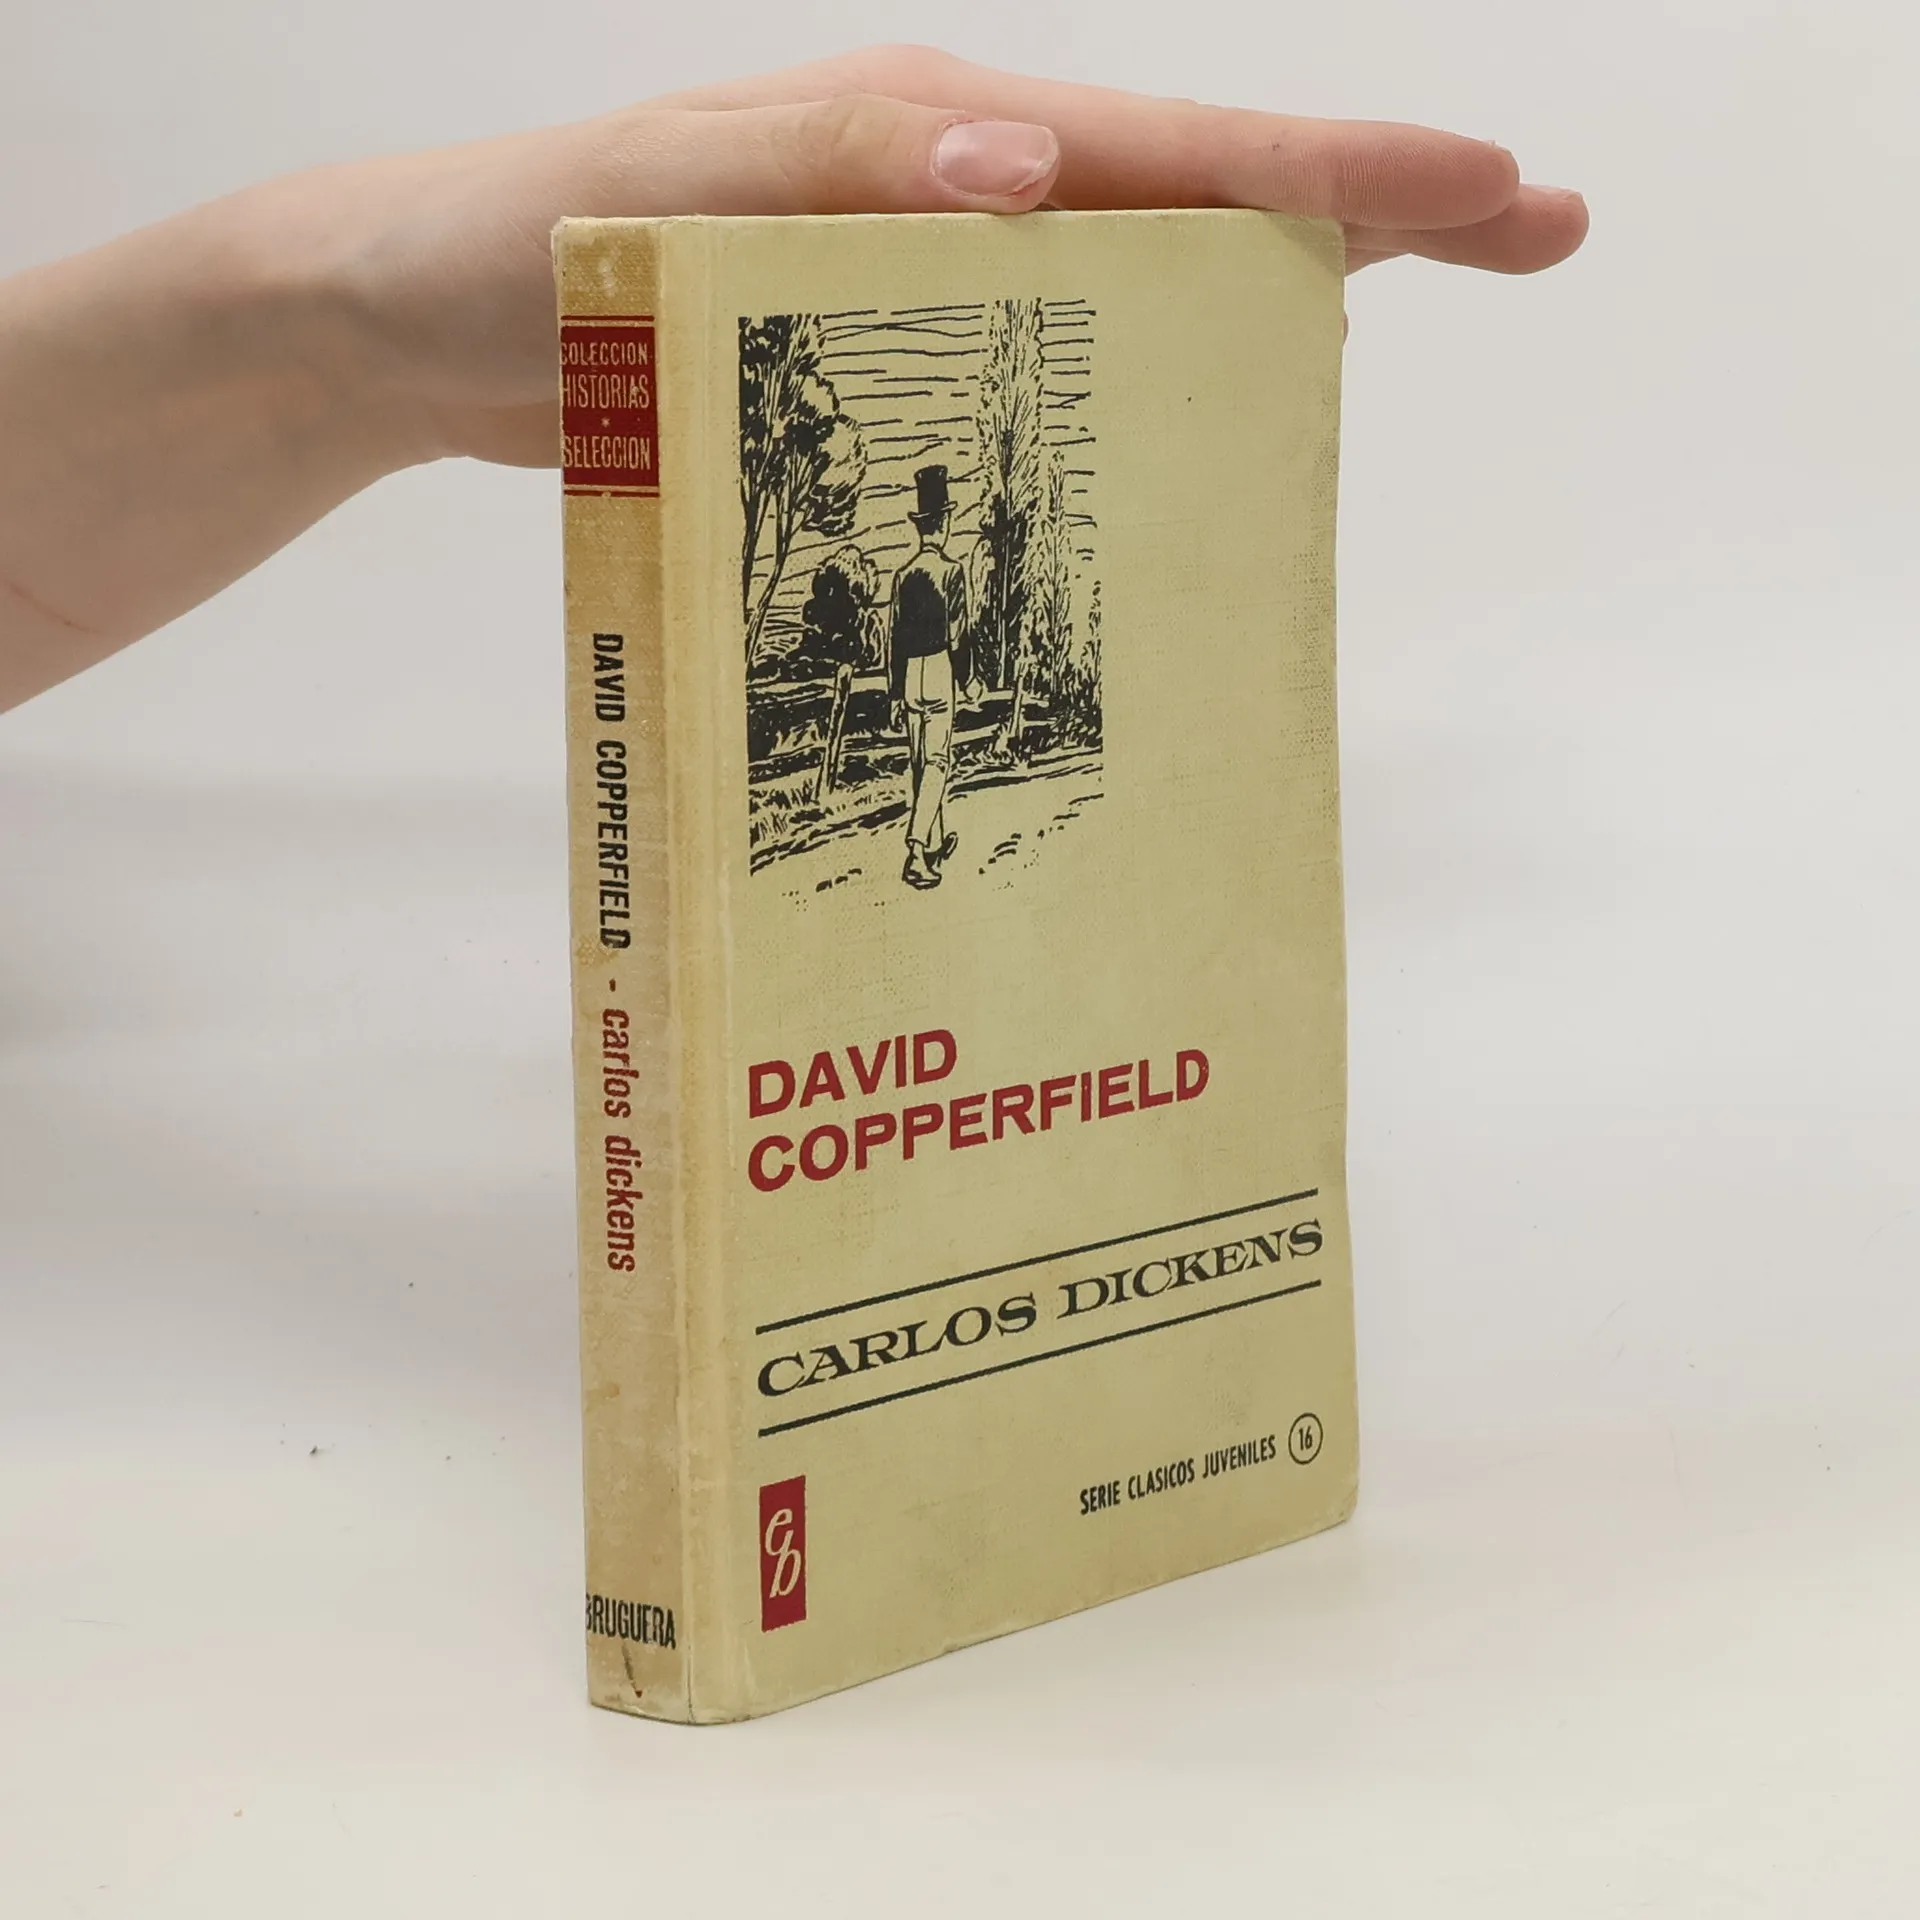 COLECCION
HISTORIAS
*
SELECCION
DAVID COPPERFIELD - carlos dickens
BRUGUERA
DAVID
COPPERFIELD
CARLOS DICKENS
SERIE CLASICOS JUVENILES 16
eb